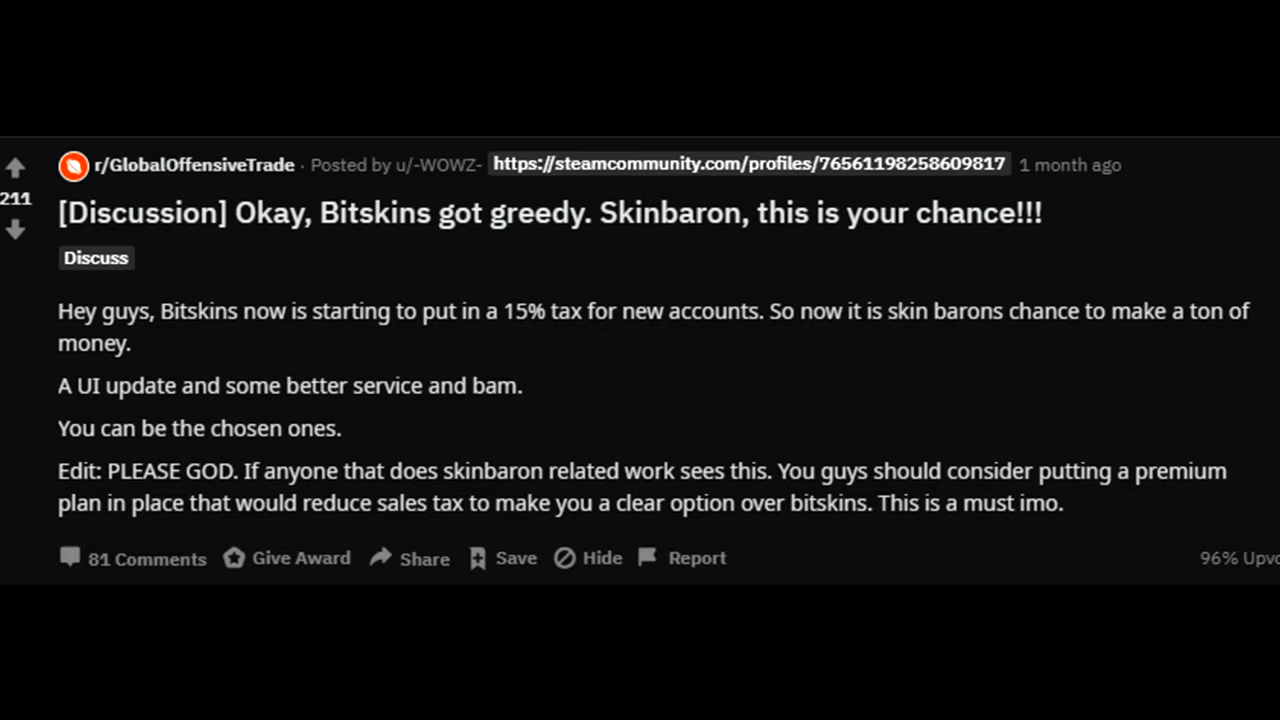 r/GlobalOffensiveTrade · Posted by u/-WOWZ- https://steamcommunity.com/profiles/76561198258609817 1 month ago
211
[Discussion] Okay, Bitskins got greedy. Skinbaron, this is your chance!!!
Discuss
Hey guys, Bitskins now is starting to put in a 15% tax for new accounts. So now it is skin barons chance to make a ton of
money.
A UI update and some better service and bam.
You can be the chosen ones.
Edit: PLEASE GOD. If anyone that does skinbaron related work sees this. You guys should consider putting a premium
plan in place that would reduce sales tax to make you a clear option over bitskins. This is a must imo.
81 Comments Give Award Share Save Hide Report 96% Upvo